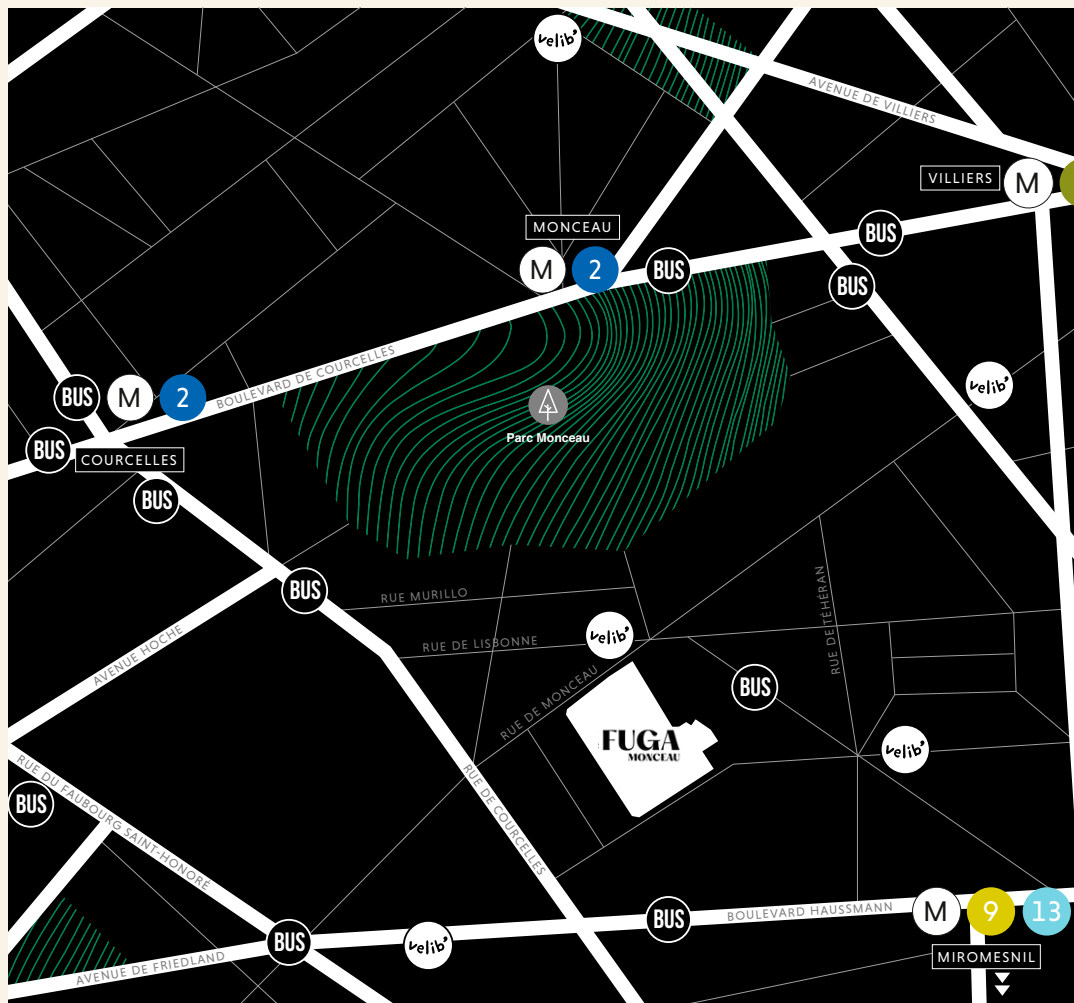 velib'
AVENUE DE VILLIERS
VILLIERS
M
MONCEAU
M
2
BUS
BUS
BUS
velib'
BUS
M
2
BOULEVARD DE COURCELLES
Parc Monceau
BUS
COURCELLES
BUS
BUS
RUE MURILLO
RUE DE LISBONNE
velib'
RUE DE TÉHÉRAN
AVENUE HOCHE
RUE DE MONCEAU
BUS
FUGA
MONCEAU
velib'
RUE DU FAUBOURG SAINT-HONORÉ
BUS
RUE DE COURCELLES
BOULEVARD HAUSSMANN
M
9
13
BUS
BUS
velib'
MIROMESNIL
AVENUE DE FRIEDLAND